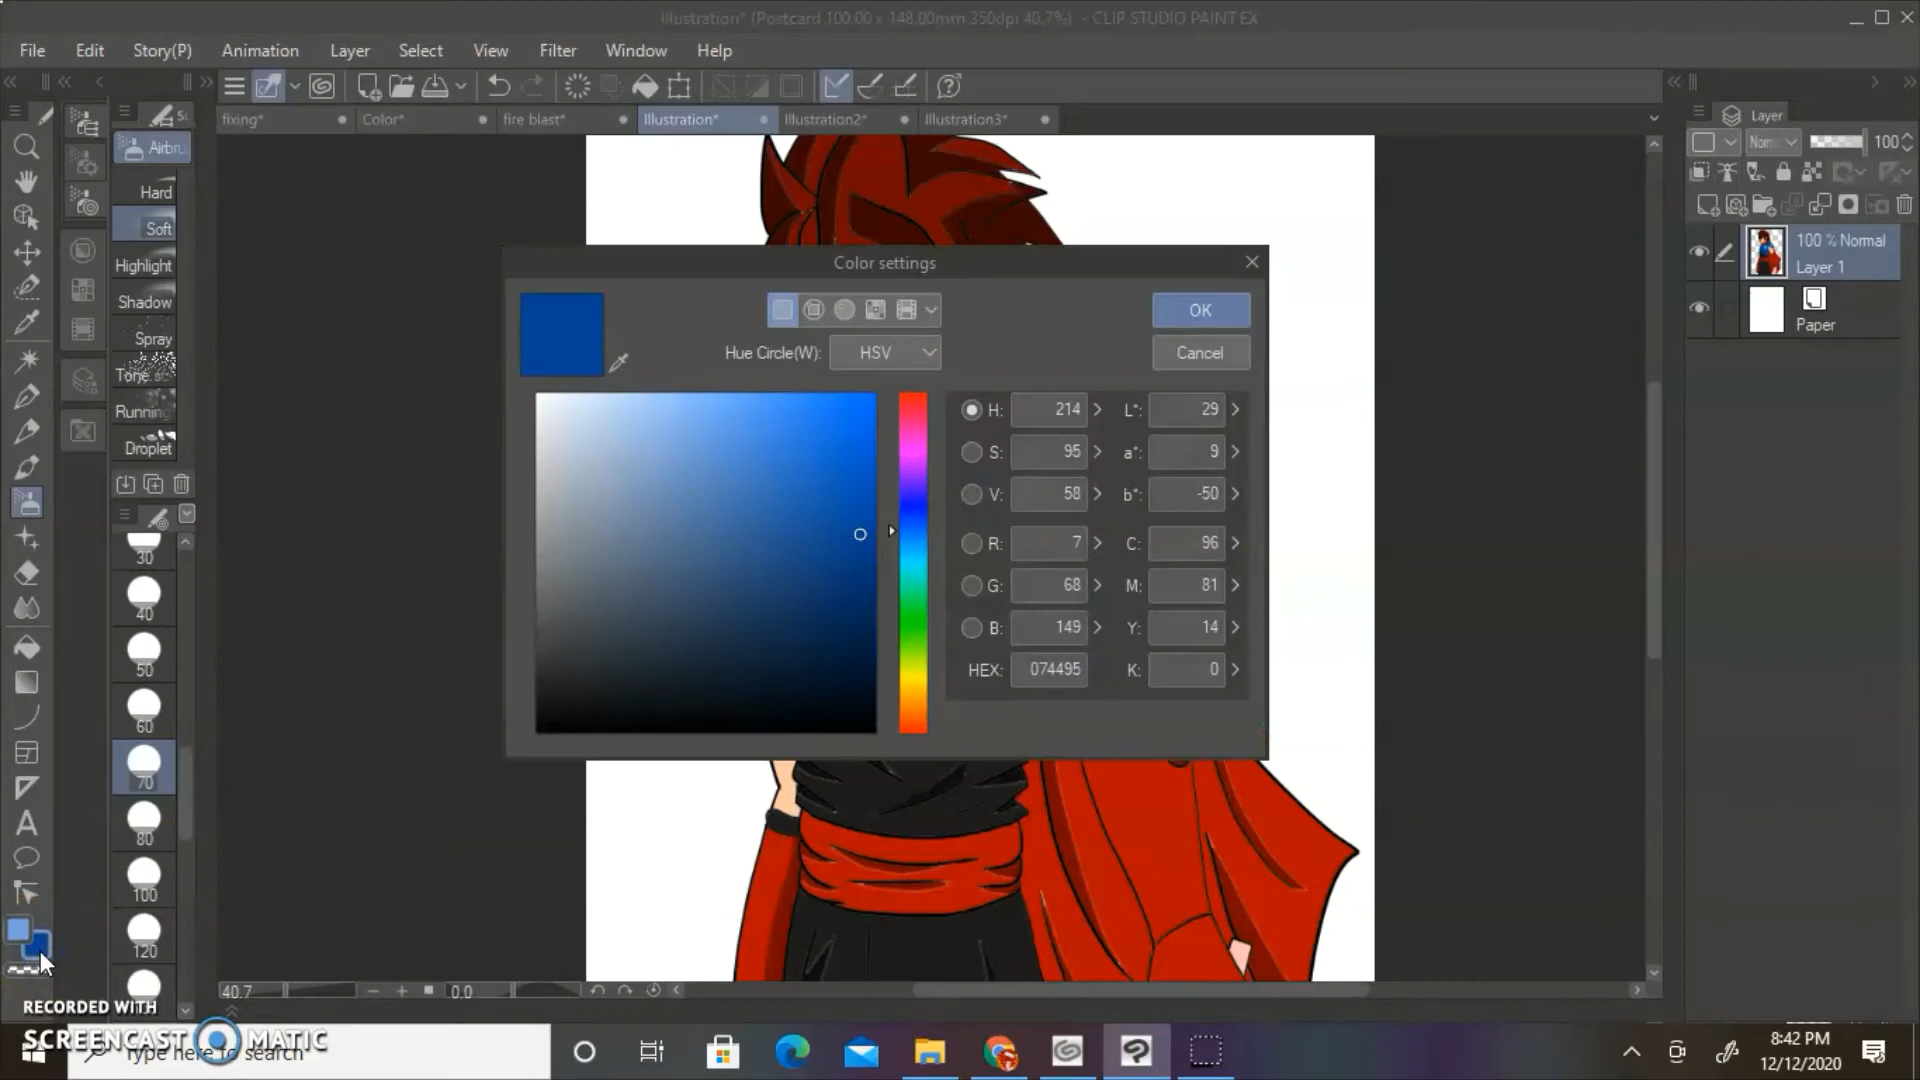 Illustration* (Postcard 100.00 x 148.00mm 350dpi 40.7%) - CLIP STUDIO PAINT EX
File Edit Story(P) Animation Layer Select View Filter Window Help
fixing* Color* fire blast* Illustration* Illustration2* Illustration3*
Layer
100
Airbru
Hard
Soft
Highlight
Shadow
Spray
Tone
Running
Droplet
30
40
50
60
70
80
100
120
100 % Normal
Layer 1
Paper
Color settings
OK
Hue Circle(W): HSV
Cancel
H: 214 L*: 29
S: 95 a*: 9
V: 58 b*: -50
R: 7 C: 96
G: 68 M: 81
B: 149 Y: 14
HEX: 074495 K: 0
40.7 0.0
RECORDED WITH
SCREENCAST MATIC
Type here to search
8:42 PM
12/12/2020